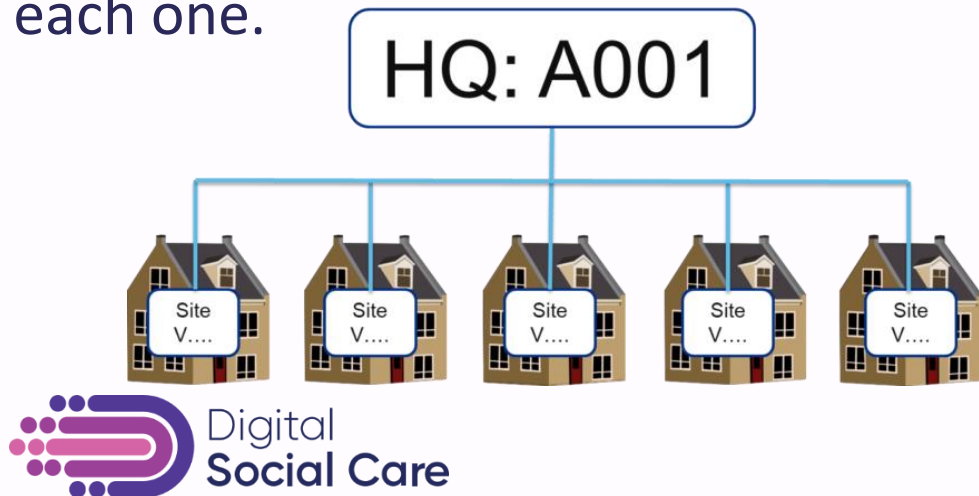 each one.
HQ: A001
Site
V....
Site
V....
Site
V....
Site
V....
Site
V....
Digital
Social Care